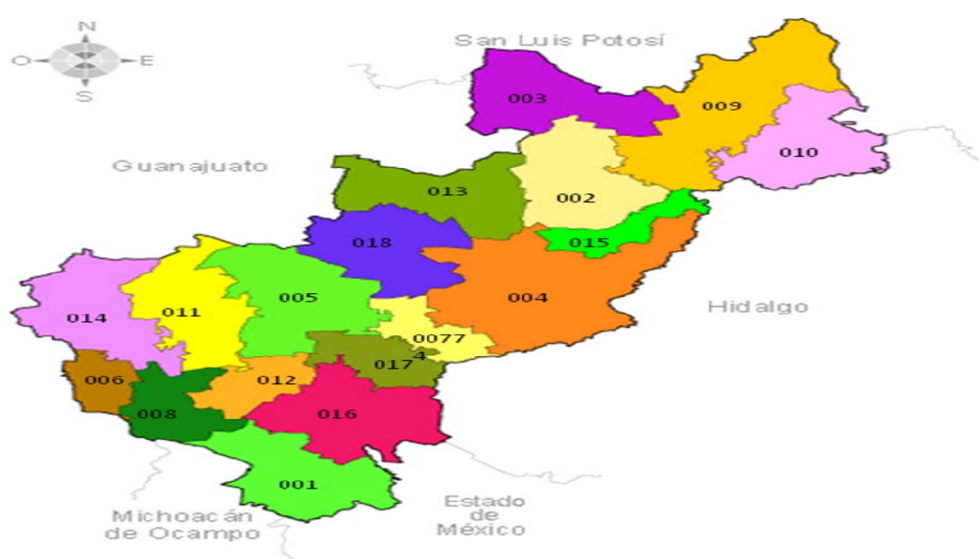 N
San Luis Potosí
O
E
S
003
009
010
Guanajuato
013
002
018
015
004
005
Hidalgo
014
011
0077
4
017
006
012
008
016
001
Estado
de
México
Michoacán
de Ocampo